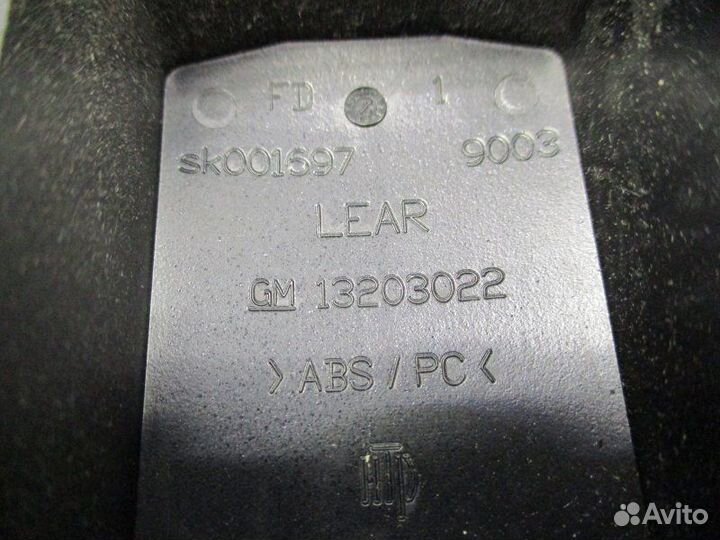 FD 2 1
sk001697 9003
LEAR
GM 13203022
>ABS/PC<
Avito